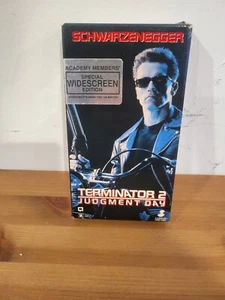 SCHWARZENEGGER
ACADEMY MEMBERS'
SPECIAL
WIDESCREEN
EDITION
TERMINATOR 2
JUDGMENT DAY